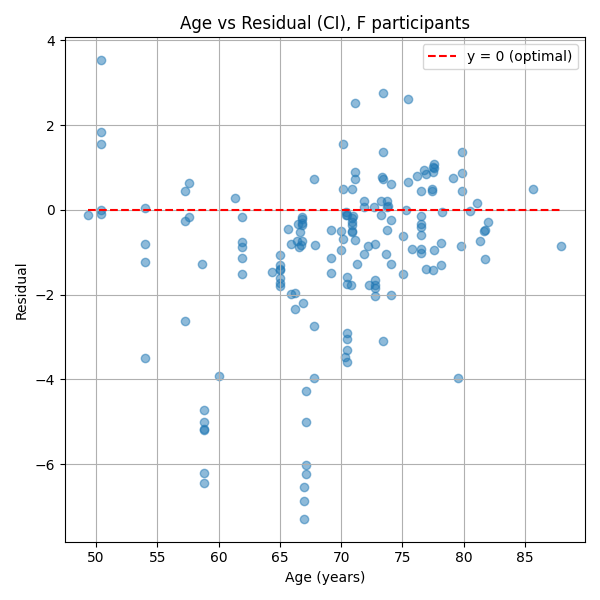 Age vs Residual (CI), F participants
y = 0 (optimal)
Residual
4
2
0
−2
−4
−6
50 55 60 65 70 75 80 85
Age (years)